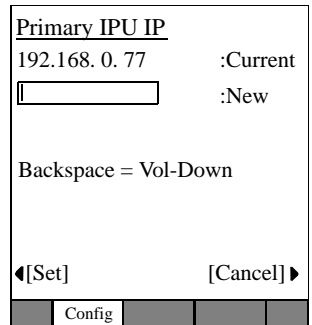 Primary IPU IP
192.168. 0. 77 :Current
:New
Backspace = Vol-Down
[Set] [Cancel]
Config